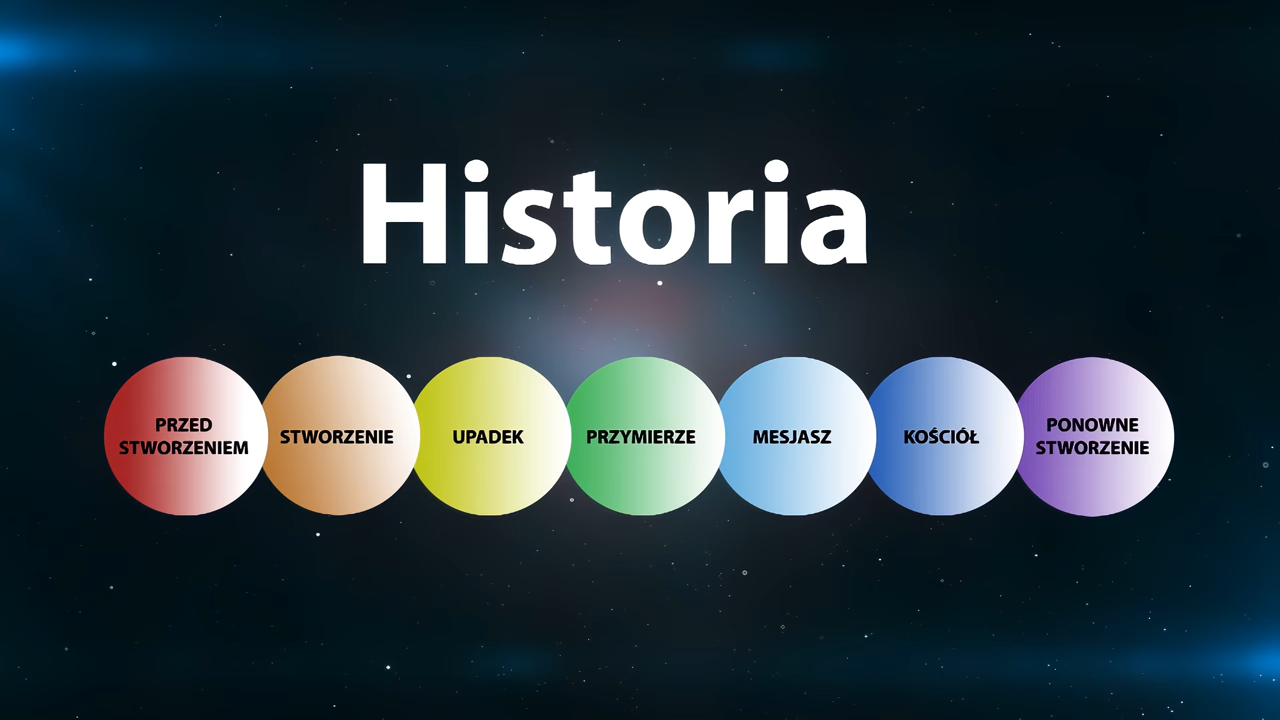 Historia
PRZED
STWORZENIEM
STWORZENIE
UPADEK
PRZYMIERZE
MESJASZ
KOŚCIÓŁ
PONOWNE
STWORZENIE